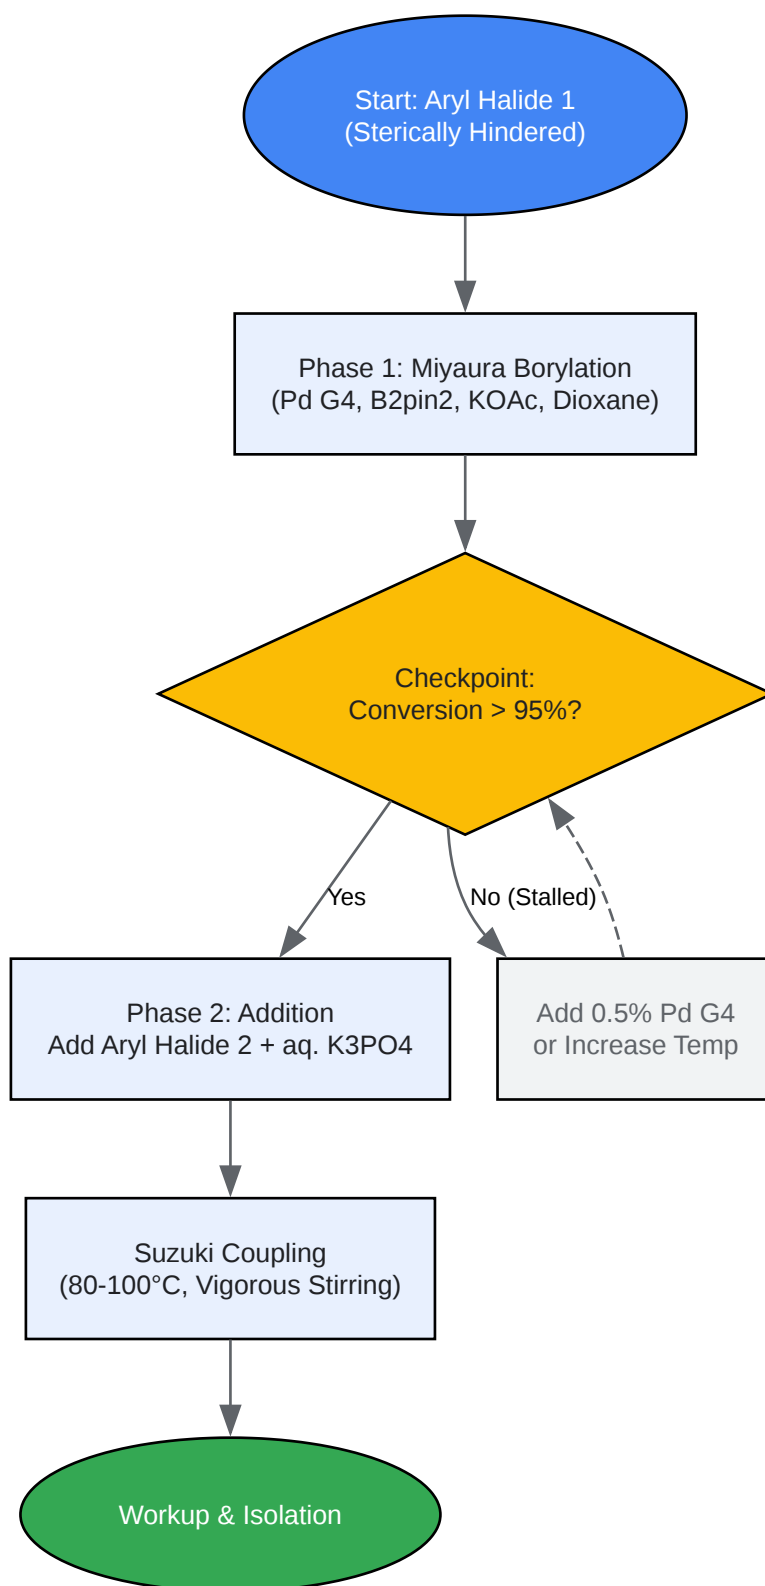 Start: Aryl Halide 1
(Sterically Hindered)
Phase 1: Miyaura Borylation
(Pd G4, B2pin2, KOAc, Dioxane)
Checkpoint:
Conversion > 95%?
Yes
No (Stalled)
Phase 2: Addition
Add Aryl Halide 2 + aq. K3PO4
Add 0.5% Pd G4
or Increase Temp
Suzuki Coupling
(80-100°C, Vigorous Stirring)
Workup & Isolation